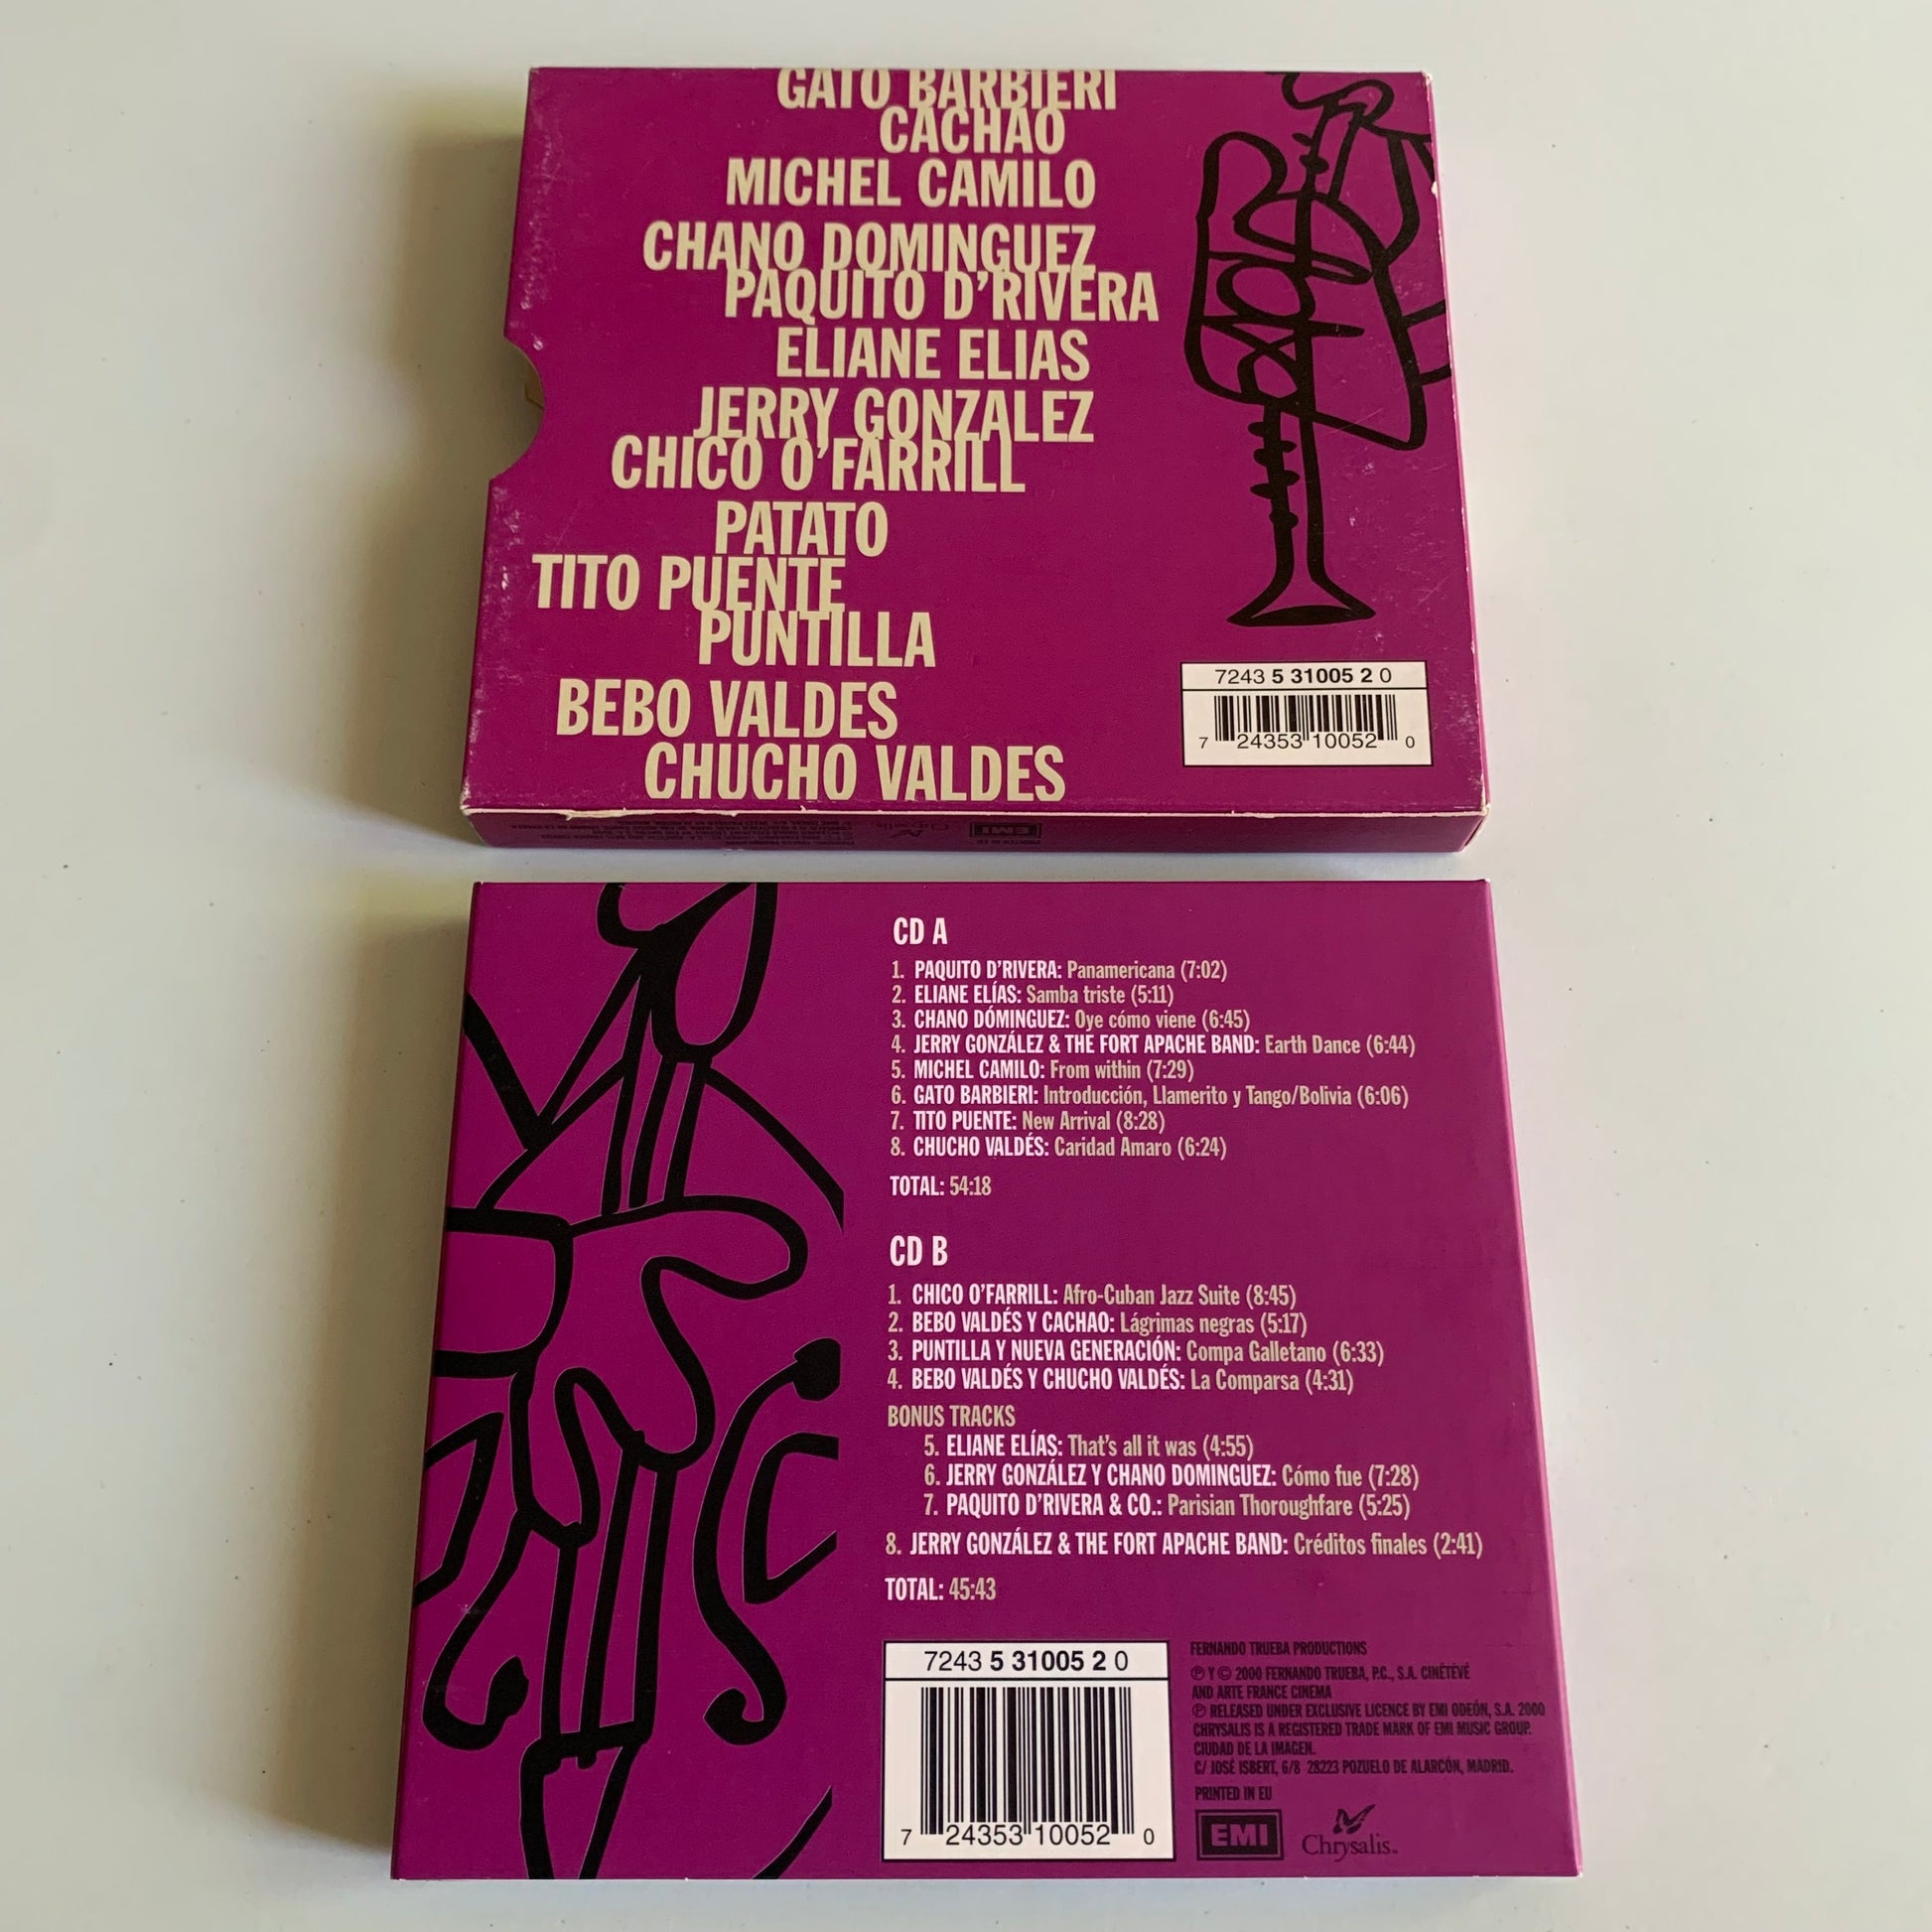 GATO BARBIERI
CACHAO
MICHEL CAMILO
CHANO DOMINGUEZ
PAQUITO D'RIVERA
ELIANE ELIAS
JERRY GONZALEZ
CHICO O'FARRILL
PATATO
TITO PUENTE
PUNTILLA
BEBO VALDES
CHUCHO VALDES
7243 5 31005 2 0
7 24353 10052 0
Chrysalis
EMI
PRINTED IN EU
CD A
1. PAQUITO D'RIVERA: Panamericana (7:02)
2. ELIANE ELÍAS: Samba triste (5:11)
3. CHANO DÓMINGUEZ: Oye cómo viene (6:45)
4. JERRY GONZÁLEZ & THE FORT APACHE BAND: Earth Dance (6:44)
5. MICHEL CAMILO: From within (7:29)
6. GATO BARBIERI: Introducción, Llamerito y Tango/Bolivia (6:06)
7. TITO PUENTE: New Arrival (8:28)
8. CHUCHO VALDÉS: Caridad Amaro (6:24)
TOTAL: 54:18
CD B
1. CHICO O'FARRILL: Afro-Cuban Jazz Suite (8:45)
2. BEBO VALDÉS Y CACHAO: Lágrimas negras (5:17)
3. PUNTILLA Y NUEVA GENERACIÓN: Compa Galletano (6:33)
4. BEBO VALDÉS Y CHUCHO VALDÉS: La Comparsa (4:31)
BONUS TRACKS
5. ELIANE ELÍAS: That's all it was (4:55)
6. JERRY GONZÁLEZ Y CHANO DOMINGUEZ: Cómo fue (7:28)
7. PAQUITO D'RIVERA & CO.: Parisian Thoroughfare (5:25)
8. JERRY GONZÁLEZ & THE FORT APACHE BAND: Créditos finales (2:41)
TOTAL: 45:43
7243 5 31005 2 0
7 24353 10052 0
FERNANDO TRUEBA PRODUCTIONS
℗ Y © 2000 FERNANDO TRUEBA, P.C., S.A. CINÉTÉVÉ
AND ARTE FRANCE CINEMA
℗ RELEASED UNDER EXCLUSIVE LICENCE BY EMI ODEÓN, S.A. 2000
CHRYSALIS IS A REGISTERED TRADE MARK OF EMI MUSIC GROUP.
CIUDAD DE LA IMAGEN.
C/ JOSÉ ISBERT, 6/8 28223 POZUELO DE ALARCÓN, MADRID.
PRINTED IN EU
EMI
Chrysalis™